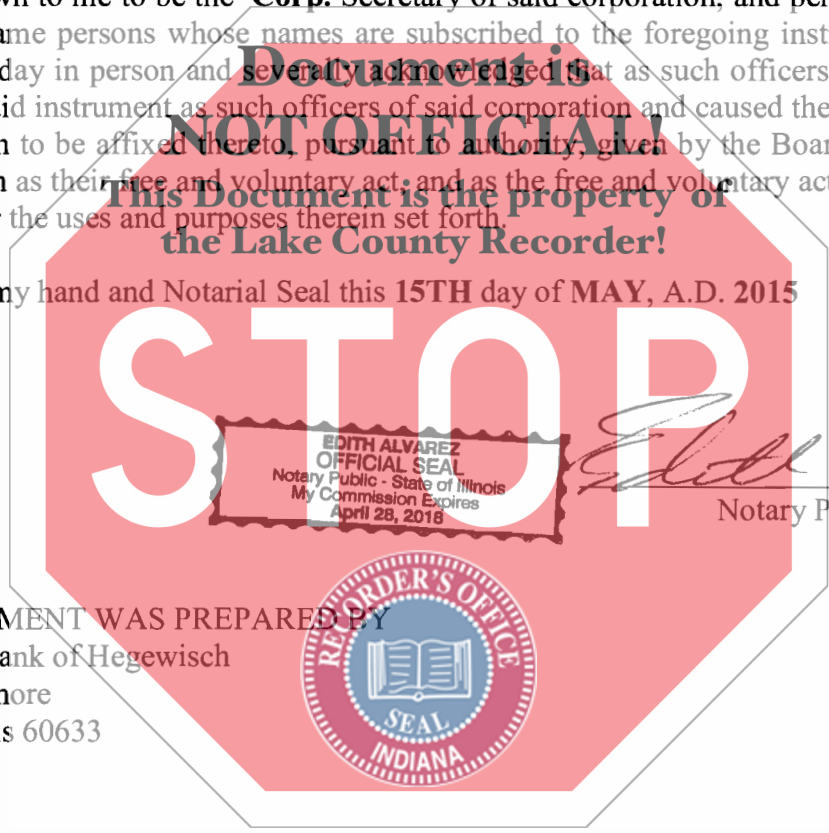 wn to me to be the Corp. Secretary of said corporation, and per
ame persons whose names are subscribed to the foregoing inst
Document is
day in person and severally acknowledged that as such officers
id instrument as such officers of said corporation and caused the
NOT OFFICIAL!
n to be affixed thereto, pursuant to authority, given by the Boar
n as their free and voluntary act, and as the free and voluntary act
This Document is the property of
r the uses and purposes therein set forth.
the Lake County Recorder!
my hand and Notarial Seal this 15TH day of MAY, A.D. 2015
STOP
EDITH ALVAREZ
OFFICIAL SEAL
Notary Public - State of Illinois
My Commission Expires
April 28, 2018
Edith
Notary P
MENT WAS PREPARED BY
ank of Hegewisch
nore
s 60633
RECORDER'S OFFICE
SEAL
INDIANA